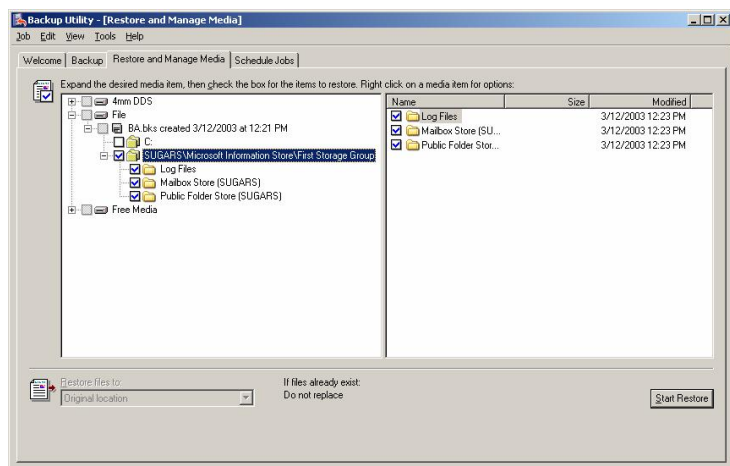 Backup Utility - [Restore and Manage Media]
Job Edit View Tools Help
Welcome Backup Restore and Manage Media Schedule Jobs
Expand the desired media item, then check the box for the items to restore. Right click on a media item for options:
4mm DDS
File
BA.bks created 3/12/2003 at 12:21 PM
C:
SUGARS\Microsoft Information Store\First Storage Group
Log Files
Mailbox Store (SUGARS)
Public Folder Store (SUGARS)
Free Media
Name Size Modified
Log Files 3/12/2003 12:23 PM
Mailbox Store (SU... 3/12/2003 12:23 PM
Public Folder Stor... 3/12/2003 12:23 PM
Restore files to:
Original location
If files already exist:
Do not replace
Start Restore